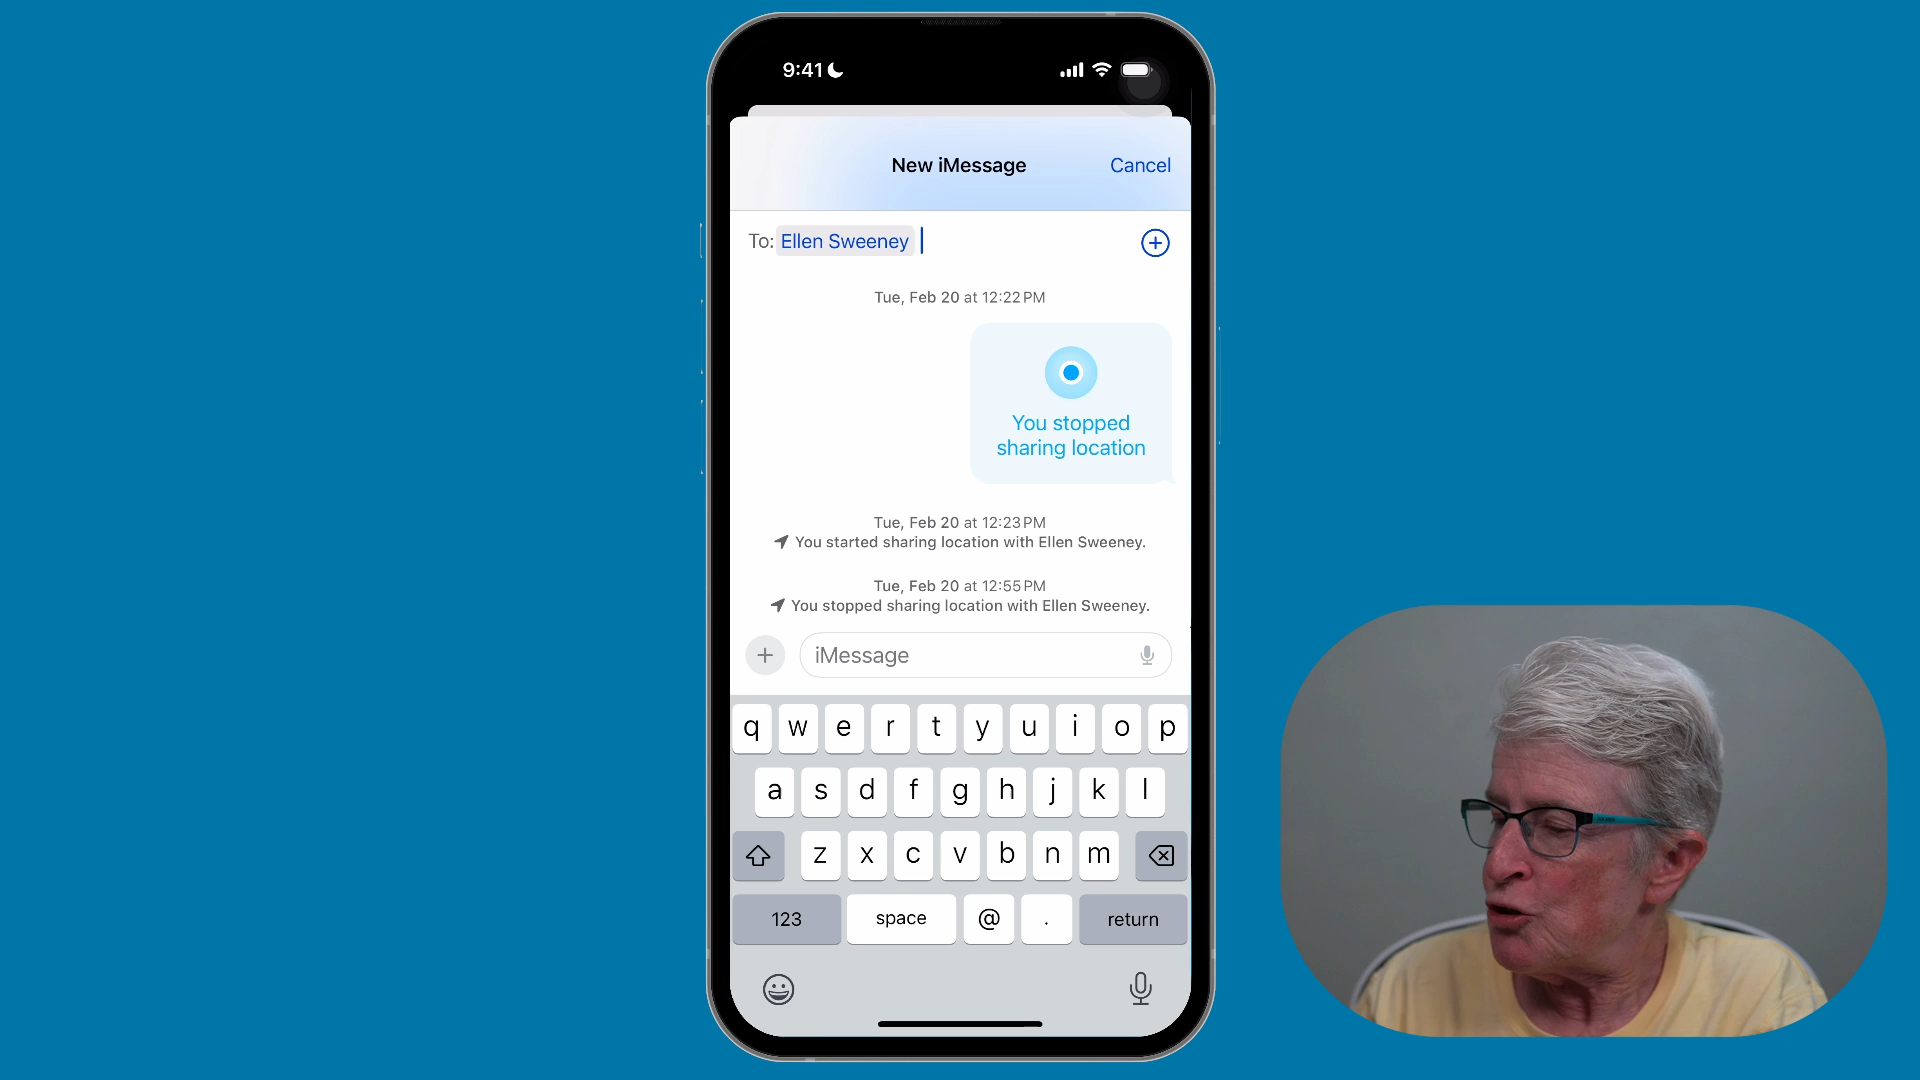 9:41
New iMessage
Cancel
To: Ellen Sweeney
Tue, Feb 20 at 12:22 PM
You stopped
sharing location
Tue, Feb 20 at 12:23 PM
You started sharing location with Ellen Sweeney.
Tue, Feb 20 at 12:55 PM
You stopped sharing location with Ellen Sweeney.
iMessage
q w e r t y u i o p
a s d f g h j k l
z x c v b n m
123 space @ . return